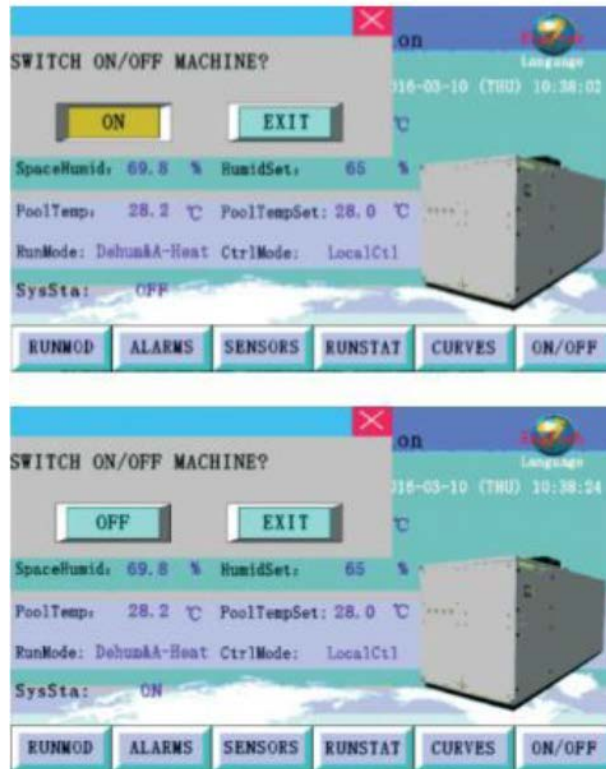 on
SWITCH ON/OFF MACHINE?
Language
16-03-10 (THU) 10:38:02
ON EXIT ℃
SpaceHumid: 69.8 % HumidSet: 65 %
PoolTemp: 28.2 ℃ PoolTempSet: 28.0 ℃
RunMode: Dehum&A-Heat CtrlMode: LocalCtl
SysSta: OFF
RUNMOD ALARMS SENSORS RUNSTAT CURVES ON/OFF
on
SWITCH ON/OFF MACHINE?
Language
16-03-10 (THU) 10:38:24
OFF EXIT ℃
SpaceHumid: 69.8 % HumidSet: 65 %
PoolTemp: 28.2 ℃ PoolTempSet: 28.0 ℃
RunMode: Dehum&A-Heat CtrlMode: LocalCtl
SysSta: ON
RUNMOD ALARMS SENSORS RUNSTAT CURVES ON/OFF